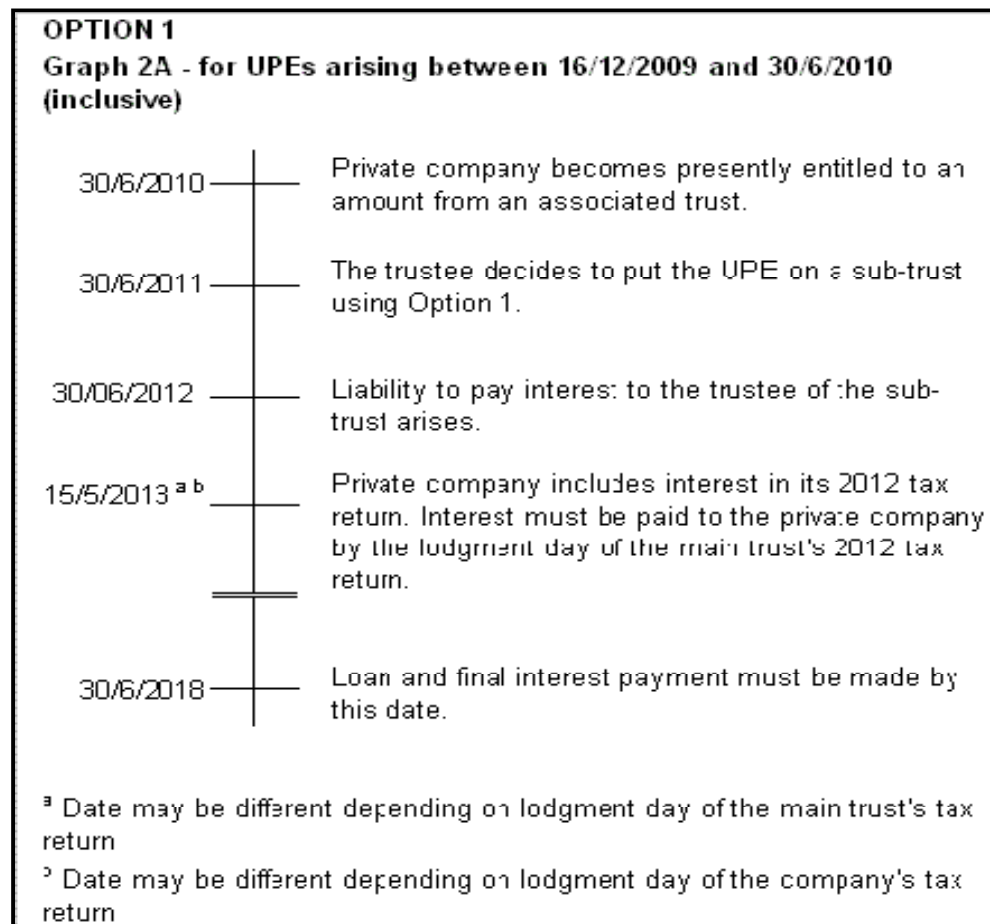 OPTION 1
Graph 2A - for UPEs arising between 16/12/2009 and 30/6/2010
(inclusive)
30/6/2010
Private company becomes presently entitled to an
amount from an associated trust.
30/6/2011
The trustee decides to put the UPE on a sub-trust
using Option 1.
30/06/2012
Liability to pay interest to the trustee of the sub-
trust arises.
15/5/2013 a b
Private company includes interest in its 2012 tax
return. Interest must be paid to the private company
by the lodgment day of the main trust's 2012 tax
return.
30/6/2018
Loan and final interest payment must be made by
this date.
a Date may be different depending on lodgment day of the main trust's tax
return
b Date may be different depending on lodgment day of the company's tax
return